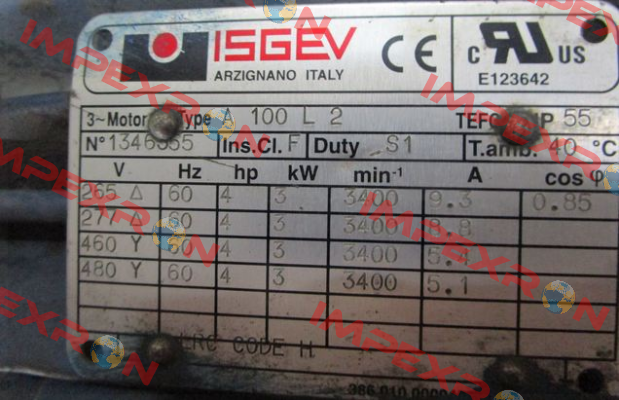 ISGEV
ARZIGNANO ITALY
CE
c RU US
E123642
3~Motor Type A 100 L 2 TEFC IP 55
N° Ins.Cl. F Duty S1 T.amb. 40 °C
V Hz hp kW min-¹ A cos φ
265 Δ 60 4 3 3400 9.3 0.85
277 Δ 60 4 3 3400 8.8
460 Y 60 4 3 3400 5.4
480 Y 60 4 3 3400 5.1
CODE H
IMPEXRON